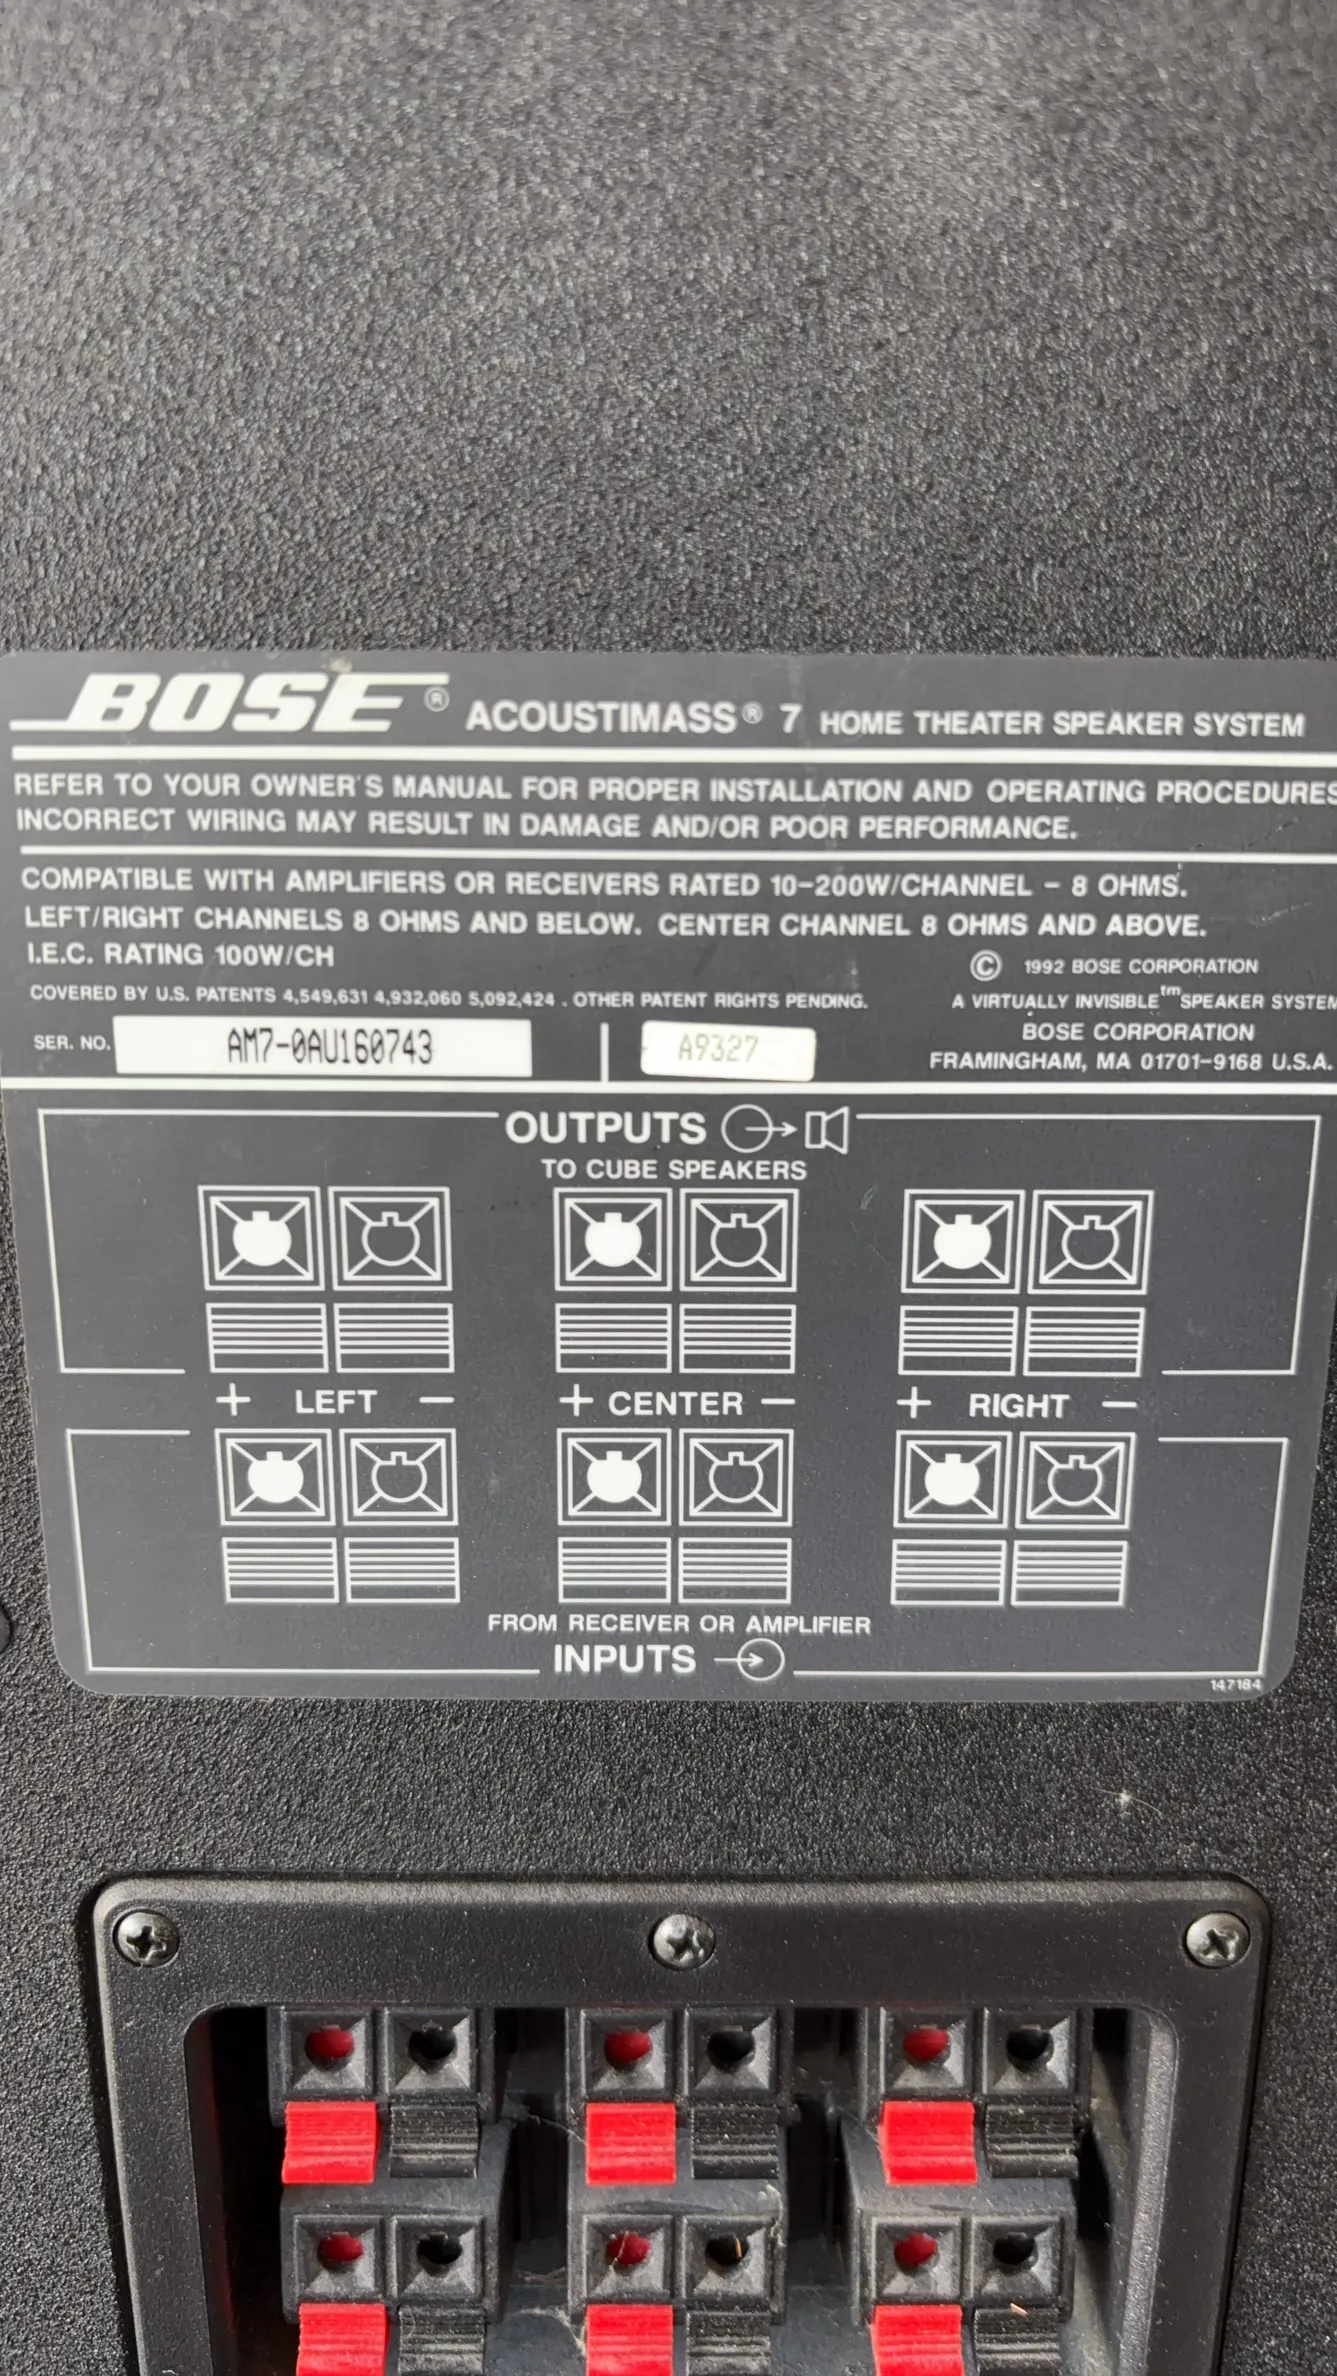 BOSE® ACOUSTIMASS® 7 HOME THEATER SPEAKER SYSTEM
REFER TO YOUR OWNER'S MANUAL FOR PROPER INSTALLATION AND OPERATING PROCEDURES
INCORRECT WIRING MAY RESULT IN DAMAGE AND/OR POOR PERFORMANCE.
COMPATIBLE WITH AMPLIFIERS OR RECEIVERS RATED 10-200W/CHANNEL - 8 OHMS.
LEFT/RIGHT CHANNELS 8 OHMS AND BELOW. CENTER CHANNEL 8 OHMS AND ABOVE.
I.E.C. RATING 100W/CH
© 1992 BOSE CORPORATION
COVERED BY U.S. PATENTS 4,549,631 4,932,060 5,092,424 . OTHER PATENT RIGHTS PENDING.
A VIRTUALLY INVISIBLE™ SPEAKER SYSTEM
BOSE CORPORATION
FRAMINGHAM, MA 01701-9168 U.S.A.
SER. NO. AM7-0AU160743 A9327
OUTPUTS
TO CUBE SPEAKERS
+ LEFT - + CENTER - + RIGHT -
FROM RECEIVER OR AMPLIFIER
INPUTS
147184